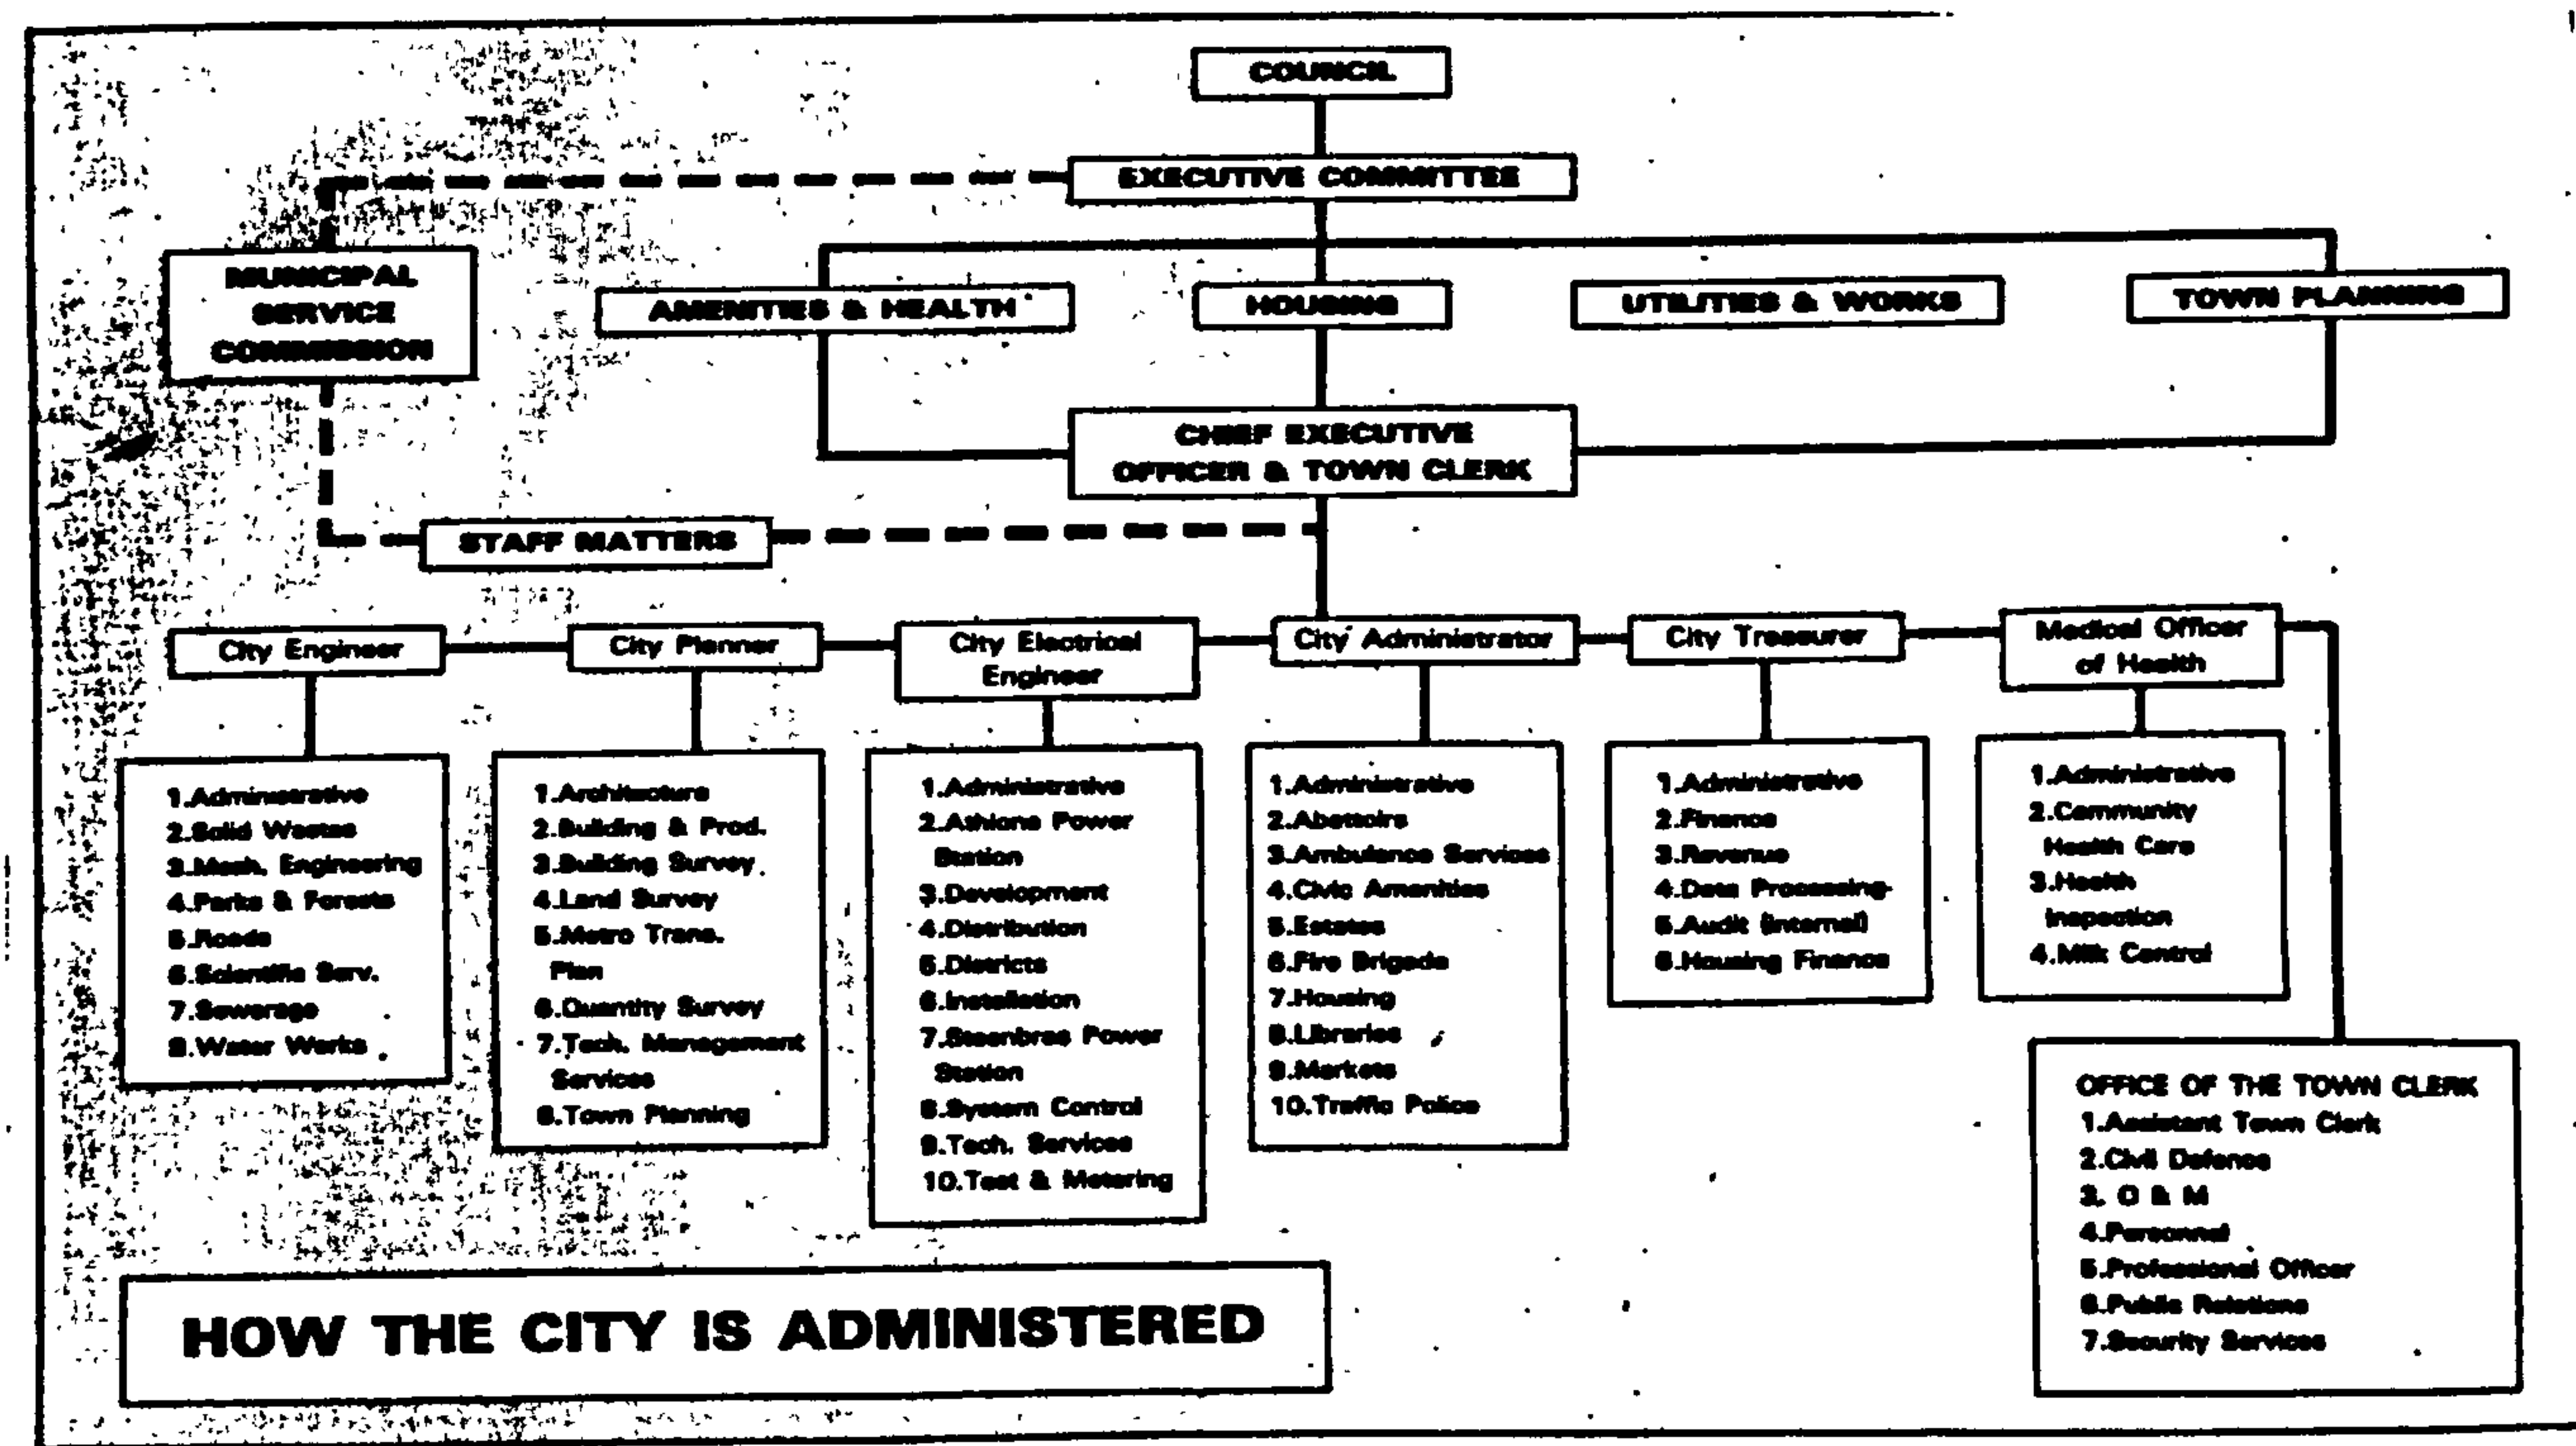 COUNCIL
EXECUTIVE COMMITTEE
MUNICIPAL
SERVICE
COMMISSION
AMENITIES & HEALTH
HOUSING
UTILITIES & WORKS
TOWN PLANNING
CHIEF EXECUTIVE
OFFICER & TOWN CLERK
STAFF MATTERS
City Engineer
1.Administrative
2.Solid Wastes
3.Mech. Engineering
4.Parks & Forests
5.Roads
6.Scientific Serv.
7.Sewerage
8.Water Works
City Planner
1.Architecture
2.Building & Prod.
3.Building Survey
4.Land Survey
5.Metro Trans.
Plan
6.Quantity Survey
7.Tech. Management
Services
8.Town Planning
City Electrical
Engineer
1.Administrative
2.Athlone Power
Station
3.Development
4.Distribution
5.Districts
6.Installation
7.Steenbras Power
Station
8.System Control
9.Tech. Services
10.Test & Metering
City Administrator
1.Administrative
2.Abattoirs
3.Ambulance Services
4.Civic Amenities
5.Estates
6.Fire Brigade
7.Housing
8.Libraries
9.Markets
10.Traffic Police
City Treasurer
1.Administrative
2.Finance
3.Revenue
4.Data Processing
5.Audit (internal)
6.Housing Finance
Medical Officer
of Health
1.Administrative
2.Community
Health Care
3.Health
Inspection
4.Milk Control
OFFICE OF THE TOWN CLERK
1.Assistant Town Clerk
2.Civil Defence
3. O & M
4.Personnel
5.Professional Officer
6.Public Relations
7.Security Services
HOW THE CITY IS ADMINISTERED